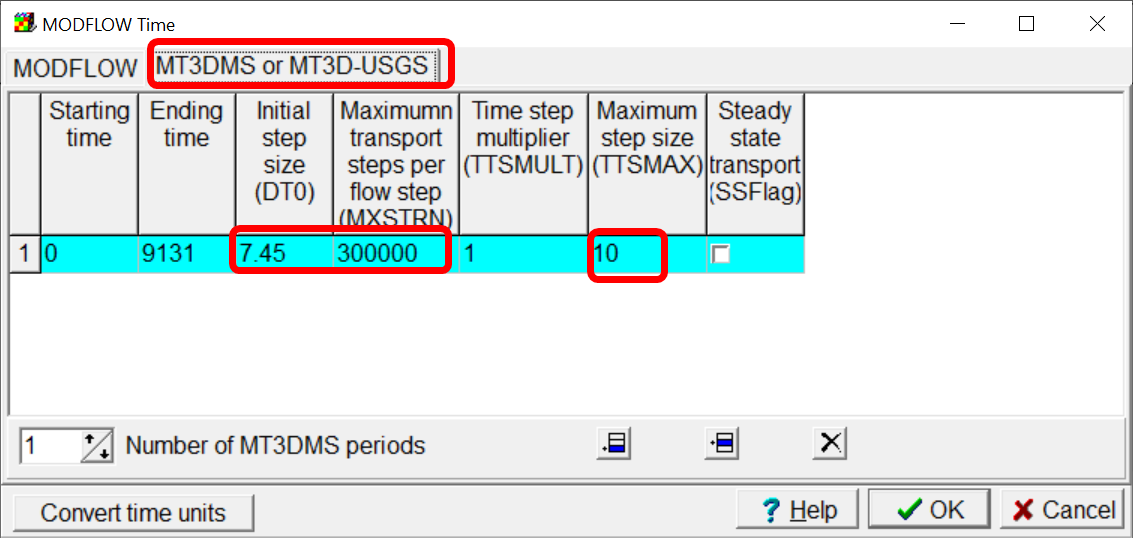 MODFLOW Time
MODFLOW MT3DMS or MT3D-USGS
Starting time
Ending time
Initial step size (DT0)
Maximumn transport steps per flow step (MXSTRN)
Time step multiplier (TTSMULT)
Maximum step size (TTSMAX)
Steady state transport (SSFlag)
1 0 9131 7.45 300000 1 10
1 Number of MT3DMS periods
Convert time units ? Help OK Cancel